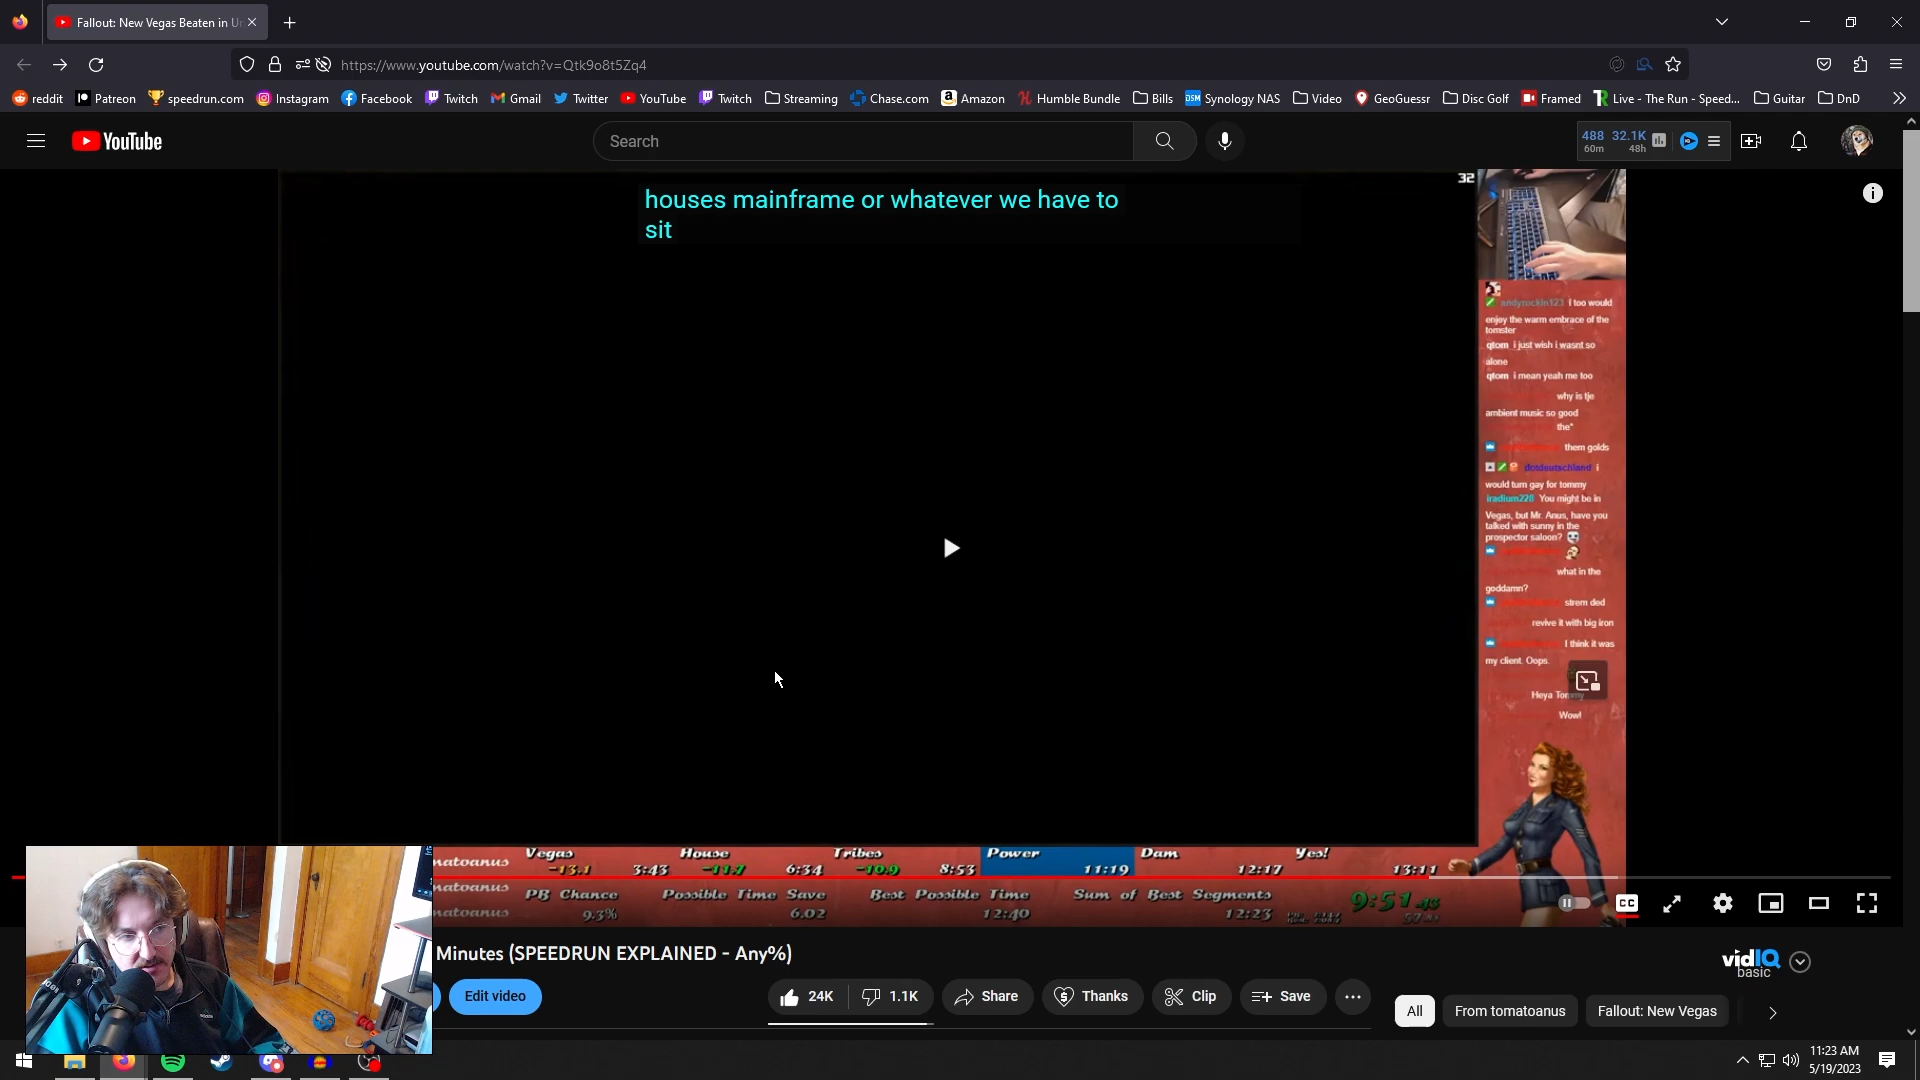 Fallout: New Vegas Beaten in Un
https://www.youtube.com/watch?v=Qtk9o8t5Zq4
reddit Patreon speedrun.com Instagram Facebook Twitch Gmail Twitter YouTube Twitch Streaming Chase.com Amazon Humble Bundle Bills DSM Synology NAS Video GeoGuessr Disc Golf Framed Live - The Run - Speed... Guitar DnD
YouTube
Search
488 32.1K
60m 48h
houses mainframe or whatever we have to
sit
32
andyrockin123 I too would
enjoy the warm embrace of the
tomster
qtom i just wish i wasnt so
alone
qtom i mean yeah me too
why is tje
ambient music so good
the*
them golds
dotdeutschland i
would turn gay for tommy
iradium228 You might be in
Vegas, but Mr. Anus, have you
talked with sunny in the
prospector saloon?
what in the
goddamn?
strem ded
revive it with big iron
I think it was
my client. Oops.
Heya Tommy
Wow!
natoanus Vegas House Tribes Power Dam Yes!
-13.1 3:43 -11.7 6:34 -10.9 8:53 11:19 12:17 13:11
natoanus PB Chance Possible Time Save Best Possible Time Sum of Best Segments
natoanus 9.3% 6.02 12:40 12:23 9:51
CC
Minutes (SPEEDRUN EXPLAINED - Any%)
vidIQ
basic
Edit video 24K 1.1K Share Thanks Clip Save
All From tomatoanus Fallout: New Vegas
11:23 AM
5/19/2023